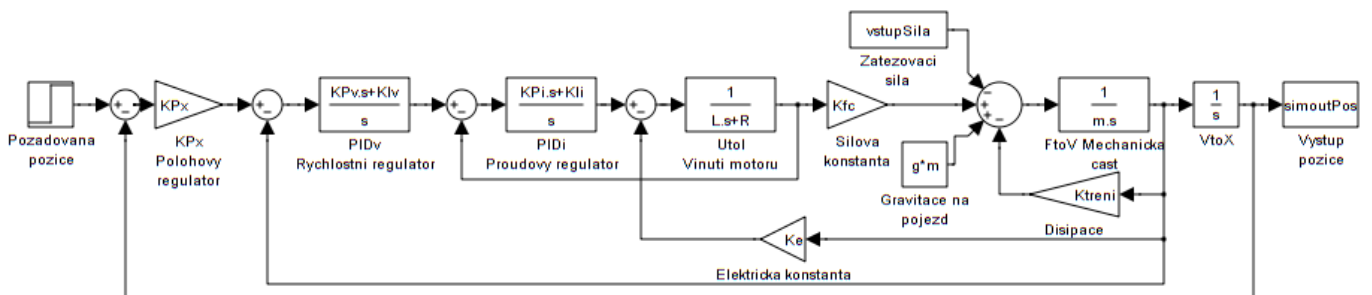 Pozadovana
pozice
KPx
KPx
Polohovy
regulator
KPv.s+KIv
s
PIDv
Rychlostni regulator
KPi.s+KIi
s
PIDi
Proudovy regulator
1
L.s+R
UtoI
Vinuti motoru
Kfc
Silova
konstanta
vstupSila
Zatezovaci
sila
g*m
Gravitace na
pojezd
1
m.s
FtoV Mechanicka
cast
Ktreni
Disipace
Ke
Elektricka konstanta
1
s
VtoX
simoutPos
Vystup
pozice